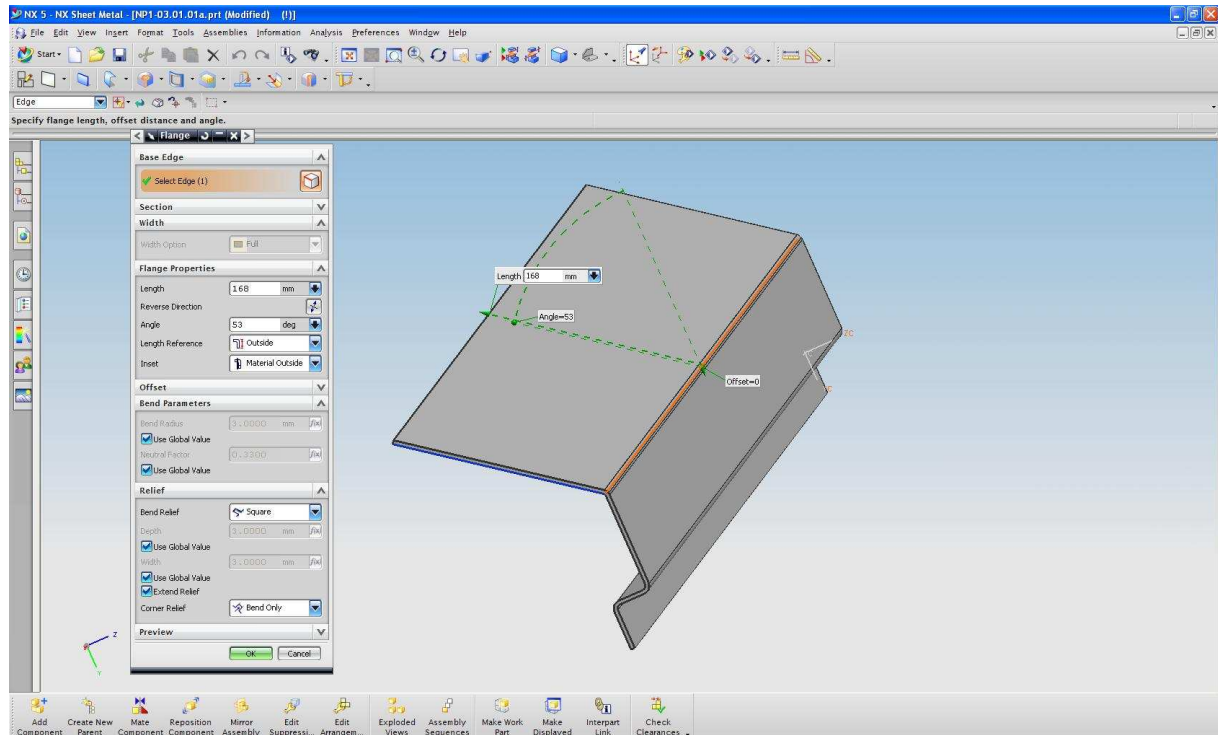 NX 5 - NX Sheet Metal - [NP1-03.01.01a.prt (Modified) (!)]
File Edit View Insert Format Tools Assemblies Information Analysis Preferences Window Help
Start
Edge
Specify flange length, offset distance and angle.
Flange
Base Edge
Select Edge (1)
Section
Width
Width Option Full
Flange Properties
Length 168 mm
Reverse Direction
Angle 53 deg
Length Reference Outside
Inset Material Outside
Offset
Bend Parameters
Bend Radius 3.0000 mm f(x)
Use Global Value
Neutral Factor 0.3300 f(x)
Use Global Value
Relief
Bend Relief Square
Depth 3.0000 mm f(x)
Use Global Value
Width 3.0000 mm f(x)
Use Global Value
Extend Relief
Corner Relief Bend Only
Preview
OK Cancel
Length 168 mm
Angle=53
Offset=0
ZC
Z
Y
Add Create New Mate Reposition Mirror Edit Edit Exploded Assembly Make Work Make Interpart Check
Component Parent Component Component Assembly Suppressi... Arrangem... Views Sequences Part Displayed Link Clearances